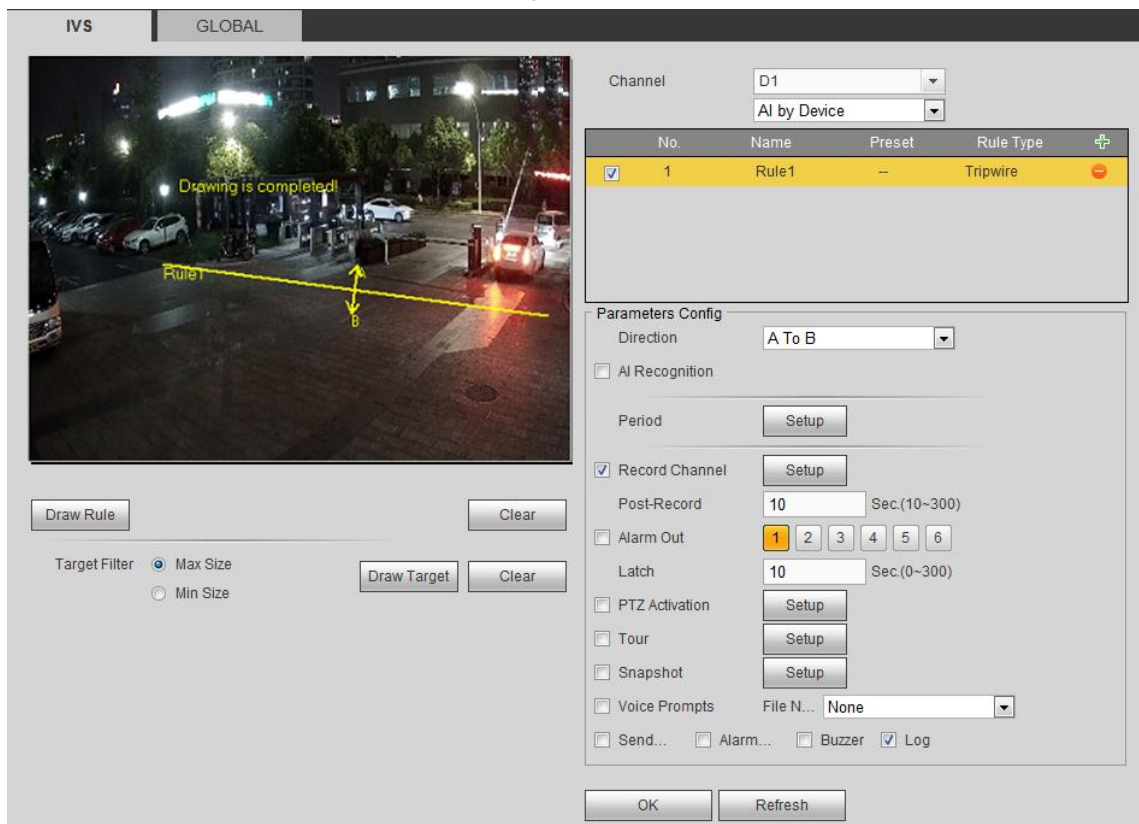 IVS GLOBAL
Drawing is completed!
Rule1
A
B
Draw Rule Clear
Target Filter Max Size
Draw Target Clear
Min Size
Channel D1
AI by Device
No. Name Preset Rule Type
1 Rule1 -- Tripwire
Parameters Config
Direction A To B
AI Recognition
Period Setup
Record Channel Setup
Post-Record 10 Sec.(10~300)
Alarm Out 1 2 3 4 5 6
Latch 10 Sec.(0~300)
PTZ Activation Setup
Tour Setup
Snapshot Setup
Voice Prompts File N... None
Send... Alarm... Buzzer Log
OK Refresh